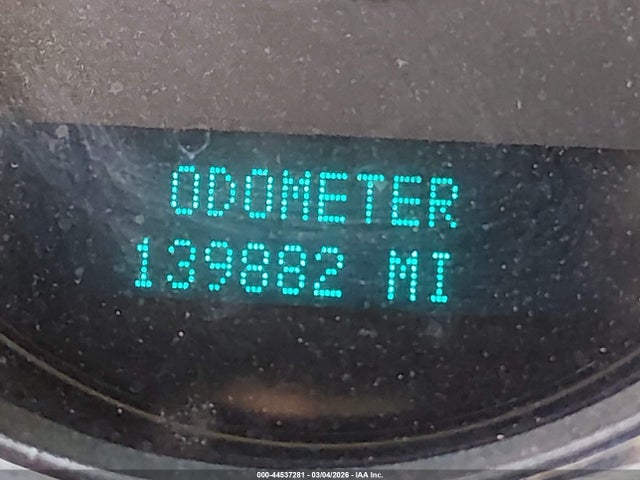 ODOMETER
139882 MI
000-44537281 - 03/04/2026 - IAA Inc.